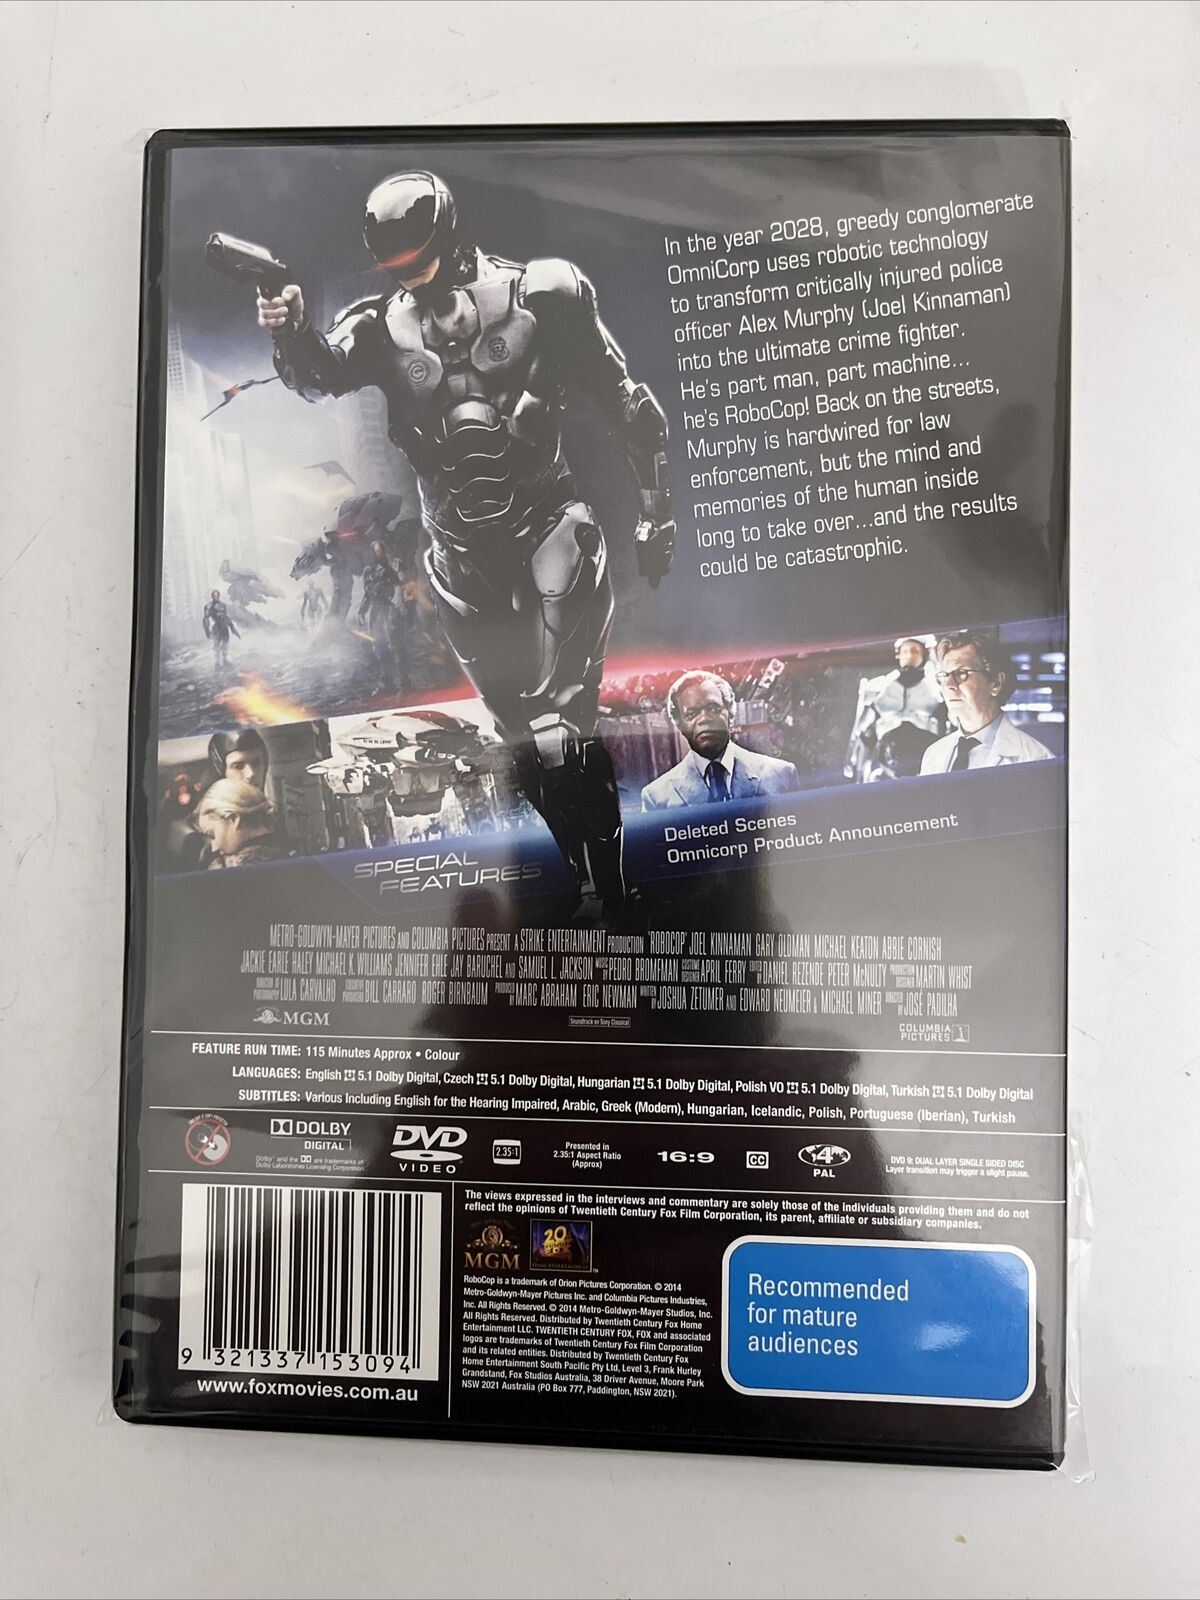 In the year 2028, greedy conglomerate
OmniCorp uses robotic technology
to transform critically injured police
officer Alex Murphy (Joel Kinnaman)
into the ultimate crime fighter.
He's part man, part machine...
he's RoboCop! Back on the streets,
Murphy is hardwired for law
enforcement, but the mind and
memories of the human inside
long to take over...and the results
could be catastrophic.
SPECIAL
FEATURES
Deleted Scenes
Omnicorp Product Announcement
METRO-GOLDWYN-MAYER PICTURES AND COLUMBIA PICTURES PRESENT A STRIKE ENTERTAINMENT PRODUCTION "ROBOCOP" JOEL KINNAMAN GARY OLDMAN MICHAEL KEATON ABBIE CORNISH
JACKIE EARLE HALEY MICHAEL K. WILLIAMS JENNIFER EHLE JAY BARUCHEL AND SAMUEL L. JACKSON MUSIC BY PEDRO BROMFMAN COSTUME DESIGNER APRIL FERRY EDITED BY DANIEL REZENDE PETER McNULTY PRODUCTION DESIGNER MARTIN WHIST
DIRECTOR OF PHOTOGRAPHY LULA CARVALHO EXECUTIVE PRODUCERS BILL CARRARO ROGER BIRNBAUM PRODUCED BY MARC ABRAHAM ERIC NEWMAN WRITTEN BY JOSHUA ZETUMER AND EDWARD NEUMEIER & MICHAEL MINER DIRECTED BY JOSÉ PADILHA
MGM
Soundtrack on Sony Classical
COLUMBIA
PICTURES
FEATURE RUN TIME: 115 Minutes Approx • Colour
LANGUAGES: English 5.1 Dolby Digital, Czech 5.1 Dolby Digital, Hungarian 5.1 Dolby Digital, Polish VO 5.1 Dolby Digital, Turkish 5.1 Dolby Digital
SUBTITLES: Various Including English for the Hearing Impaired, Arabic, Greek (Modern), Hungarian, Icelandic, Polish, Portuguese (Iberian), Turkish
DOLBY
DIGITAL
Dolby and the DD are trademarks of
Dolby Laboratories Licensing Corporation.
DVD
VIDEO
2.35:1
Presented in
2.35:1 Aspect Ratio
(Approx)
16:9
CC
4
PAL
DVD 9: DUAL LAYER SINGLE SIDED DISC
Layer transition may trigger a slight pause.
9 321337 153094
www.foxmovies.com.au
The views expressed in the interviews and commentary are solely those of the individuals providing them and do not
reflect the opinions of Twentieth Century Fox Film Corporation, its parent, affiliate or subsidiary companies.
MGM
20
CENTURY
FOX
RoboCop is a trademark of Orion Pictures Corporation. © 2014
Metro-Goldwyn-Mayer Pictures Inc. and Columbia Pictures Industries,
Inc. All Rights Reserved. © 2014 Metro-Goldwyn-Mayer Studios, Inc.
All Rights Reserved. Distributed by Twentieth Century Fox Home
Entertainment LLC. TWENTIETH CENTURY FOX, FOX and associated
logos are trademarks of Twentieth Century Fox Film Corporation
and its related entities. Distributed by Twentieth Century Fox
Home Entertainment South Pacific Pty Ltd, Level 3, Frank Hurley
Grandstand, Fox Studios Australia, 38 Driver Avenue, Moore Park
NSW 2021 Australia (PO Box 777, Paddington, NSW 2021).
Recommended
for mature
audiences